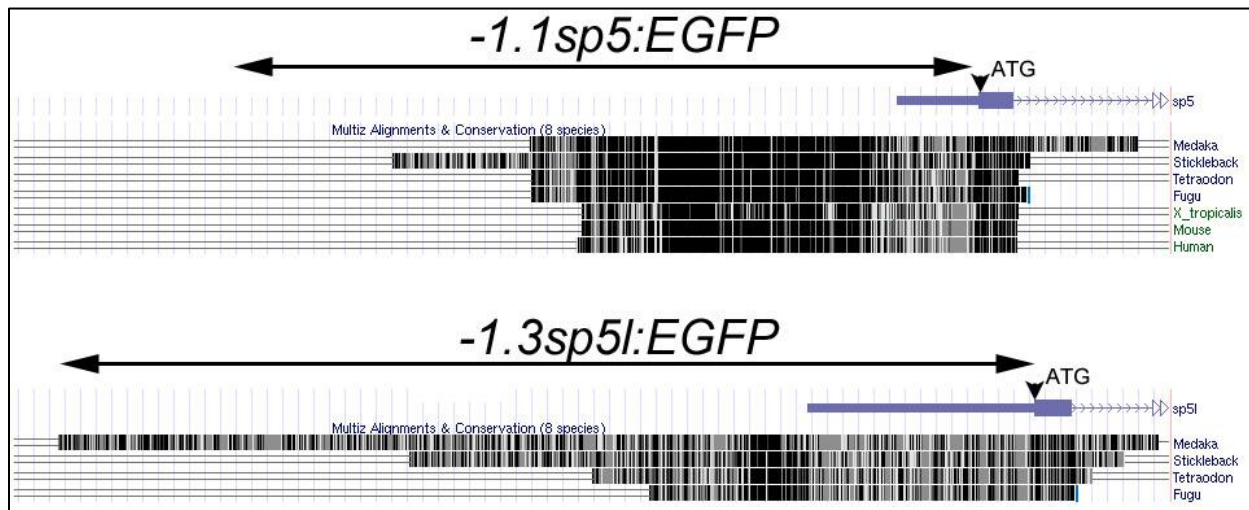 -1.1sp5:EGFP
ATG
sp5
Multiz Alignments & Conservation (8 species)
Medaka
Stickleback
Tetraodon
Fugu
X_tropicalis
Mouse
Human
-1.3sp5l:EGFP
ATG
sp5l
Multiz Alignments & Conservation (8 species)
Medaka
Stickleback
Tetraodon
Fugu